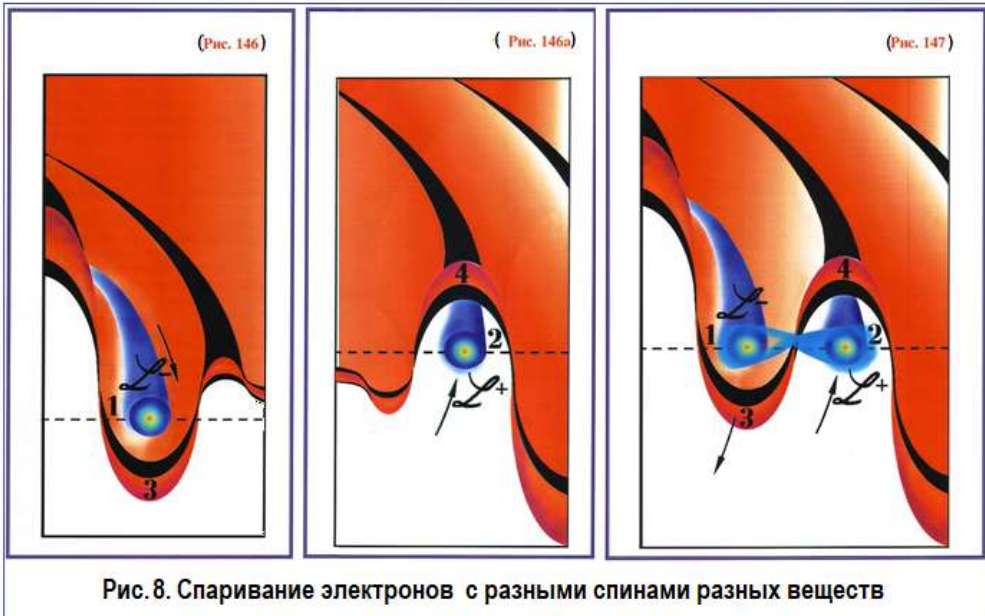 (Рис. 146)
ℒ-
1
3
( Рис. 146а)
4
2
ℒ+
(Рис. 147)
4
ℒ-
1
2
ℒ+
3
Рис. 8. Спаривание электронов с разными спинами разных веществ